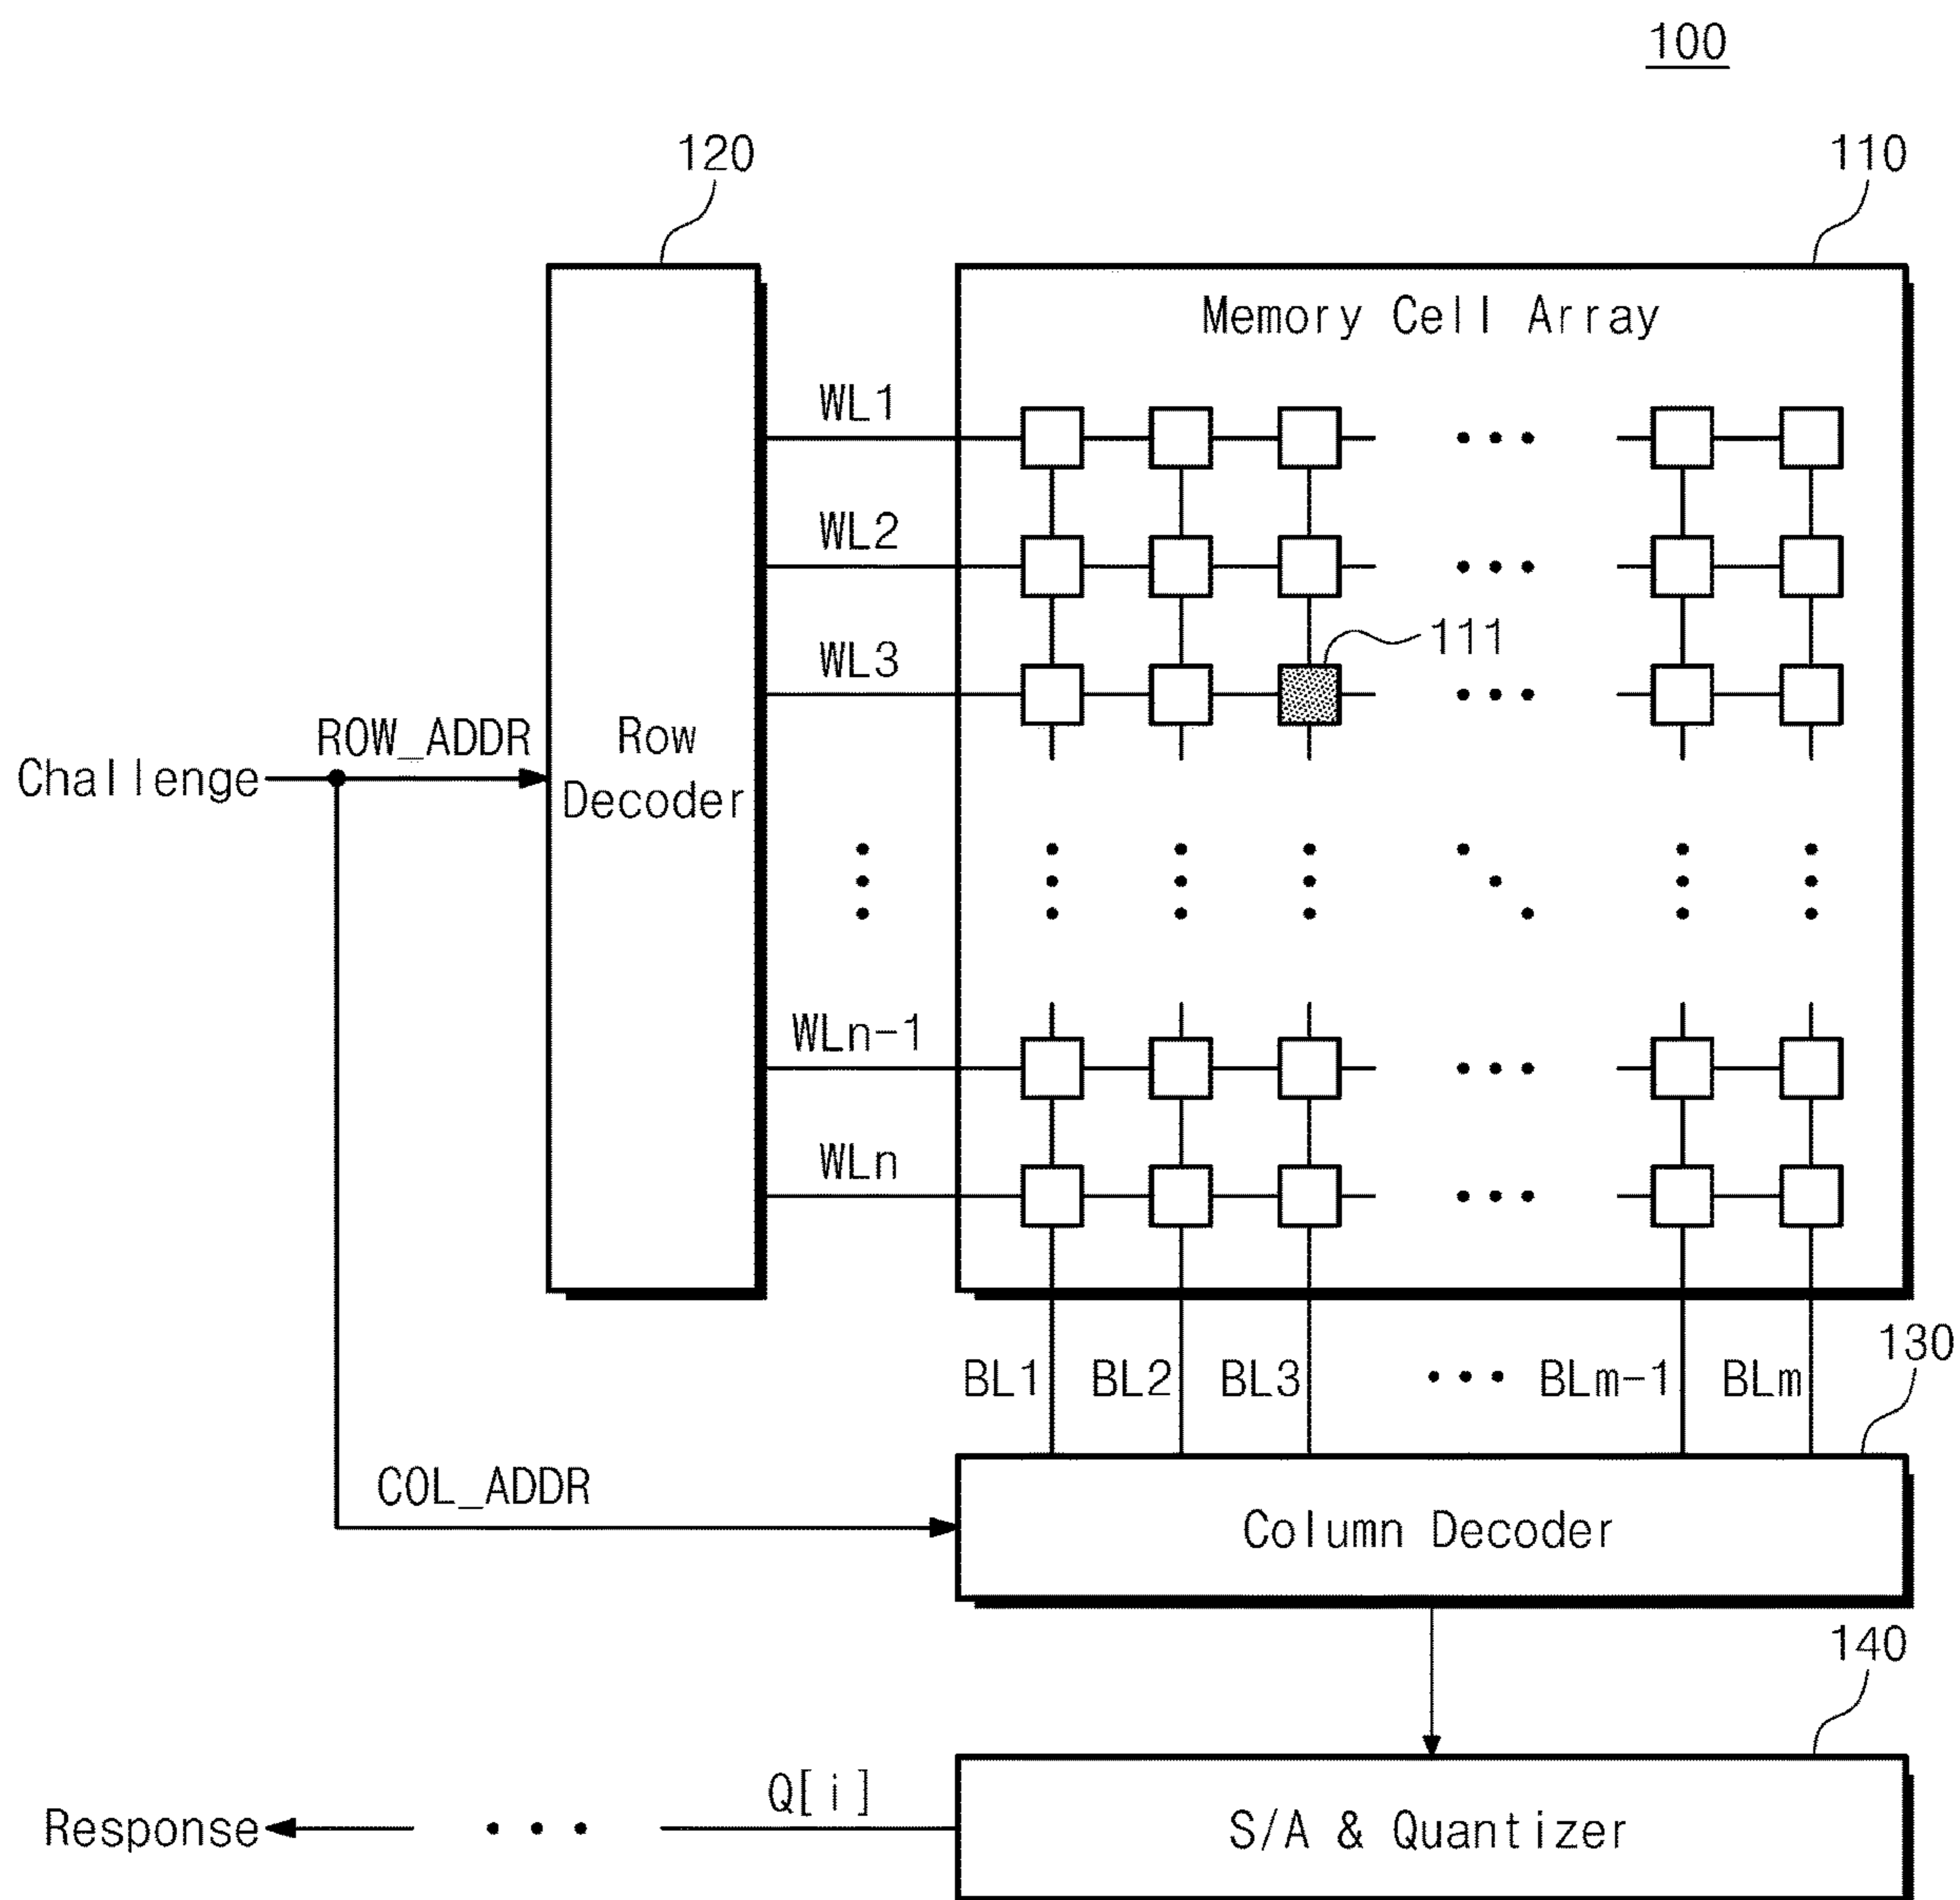 100
120
110
Memory Cell Array
WL1
WL2
111
WL3
ROW_ADDR
Challenge
Row
Decoder
WLn-1
WLn
130
BL1 BL2 BL3 ... BLm-1 BLm
COL_ADDR
Column Decoder
140
Q[i]
Response ...
S/A & Quantizer